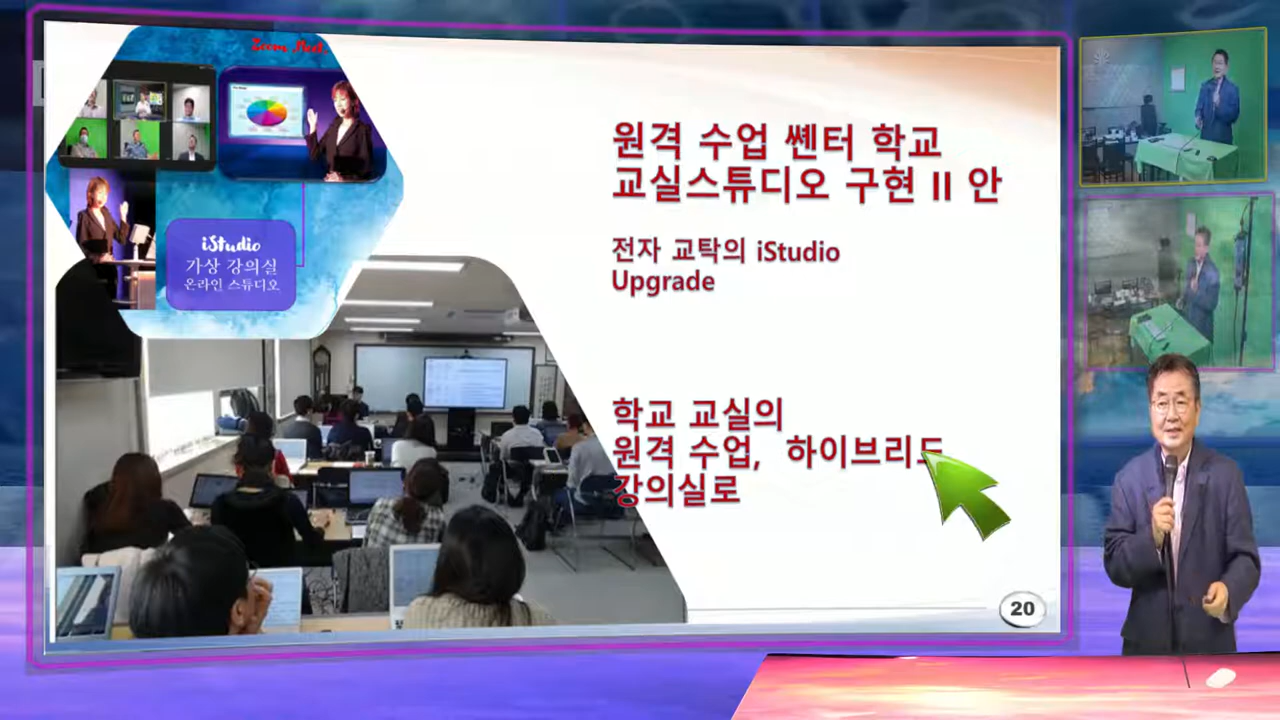 Zoom Meet
iStudio
가상 강의실
온라인 스튜디오
원격 수업 쎈터 학교
교실스튜디오 구현 II 안
전자 교탁의 iStudio
Upgrade
학교 교실의
원격 수업, 하이브리드
강의실로
20